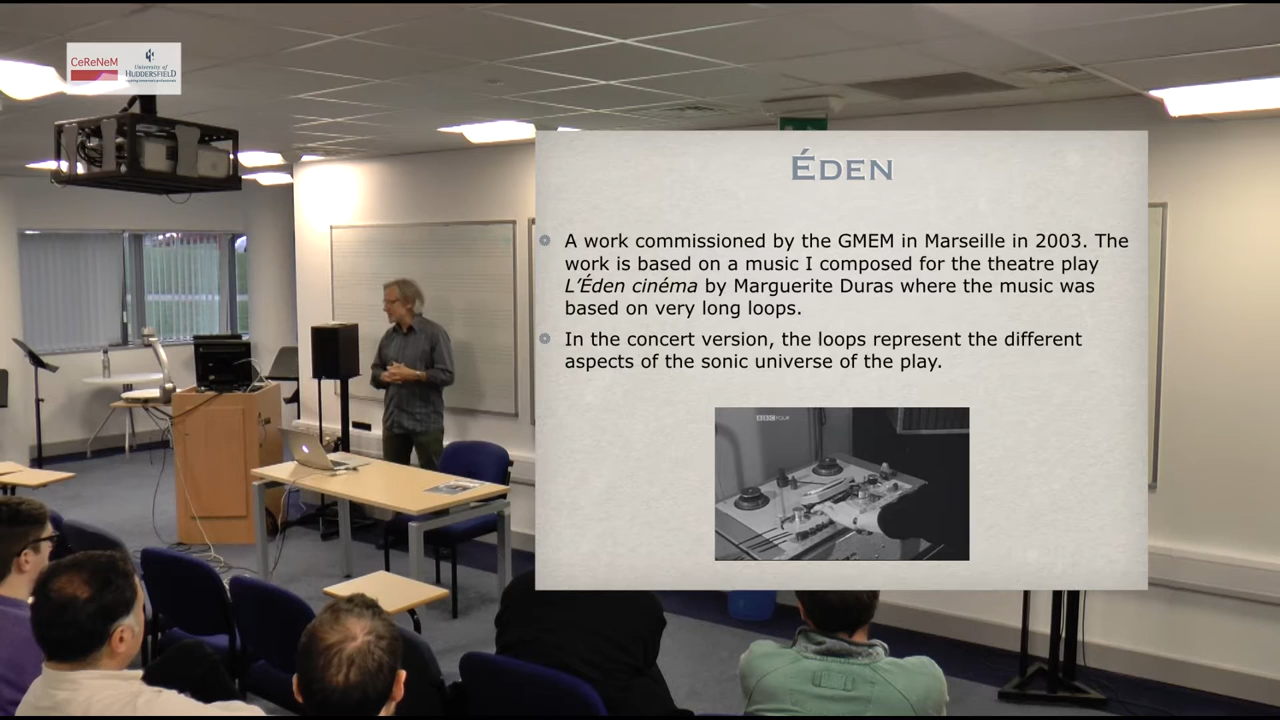 CeReNeM
University of
HUDDERSFIELD
ÉDEN
A work commissioned by the GMEM in Marseille in 2003. The
work is based on a music I composed for the theatre play
L'Éden cinéma by Marguerite Duras where the music was
based on very long loops.
In the concert version, the loops represent the different
aspects of the sonic universe of the play.
BBC FOUR